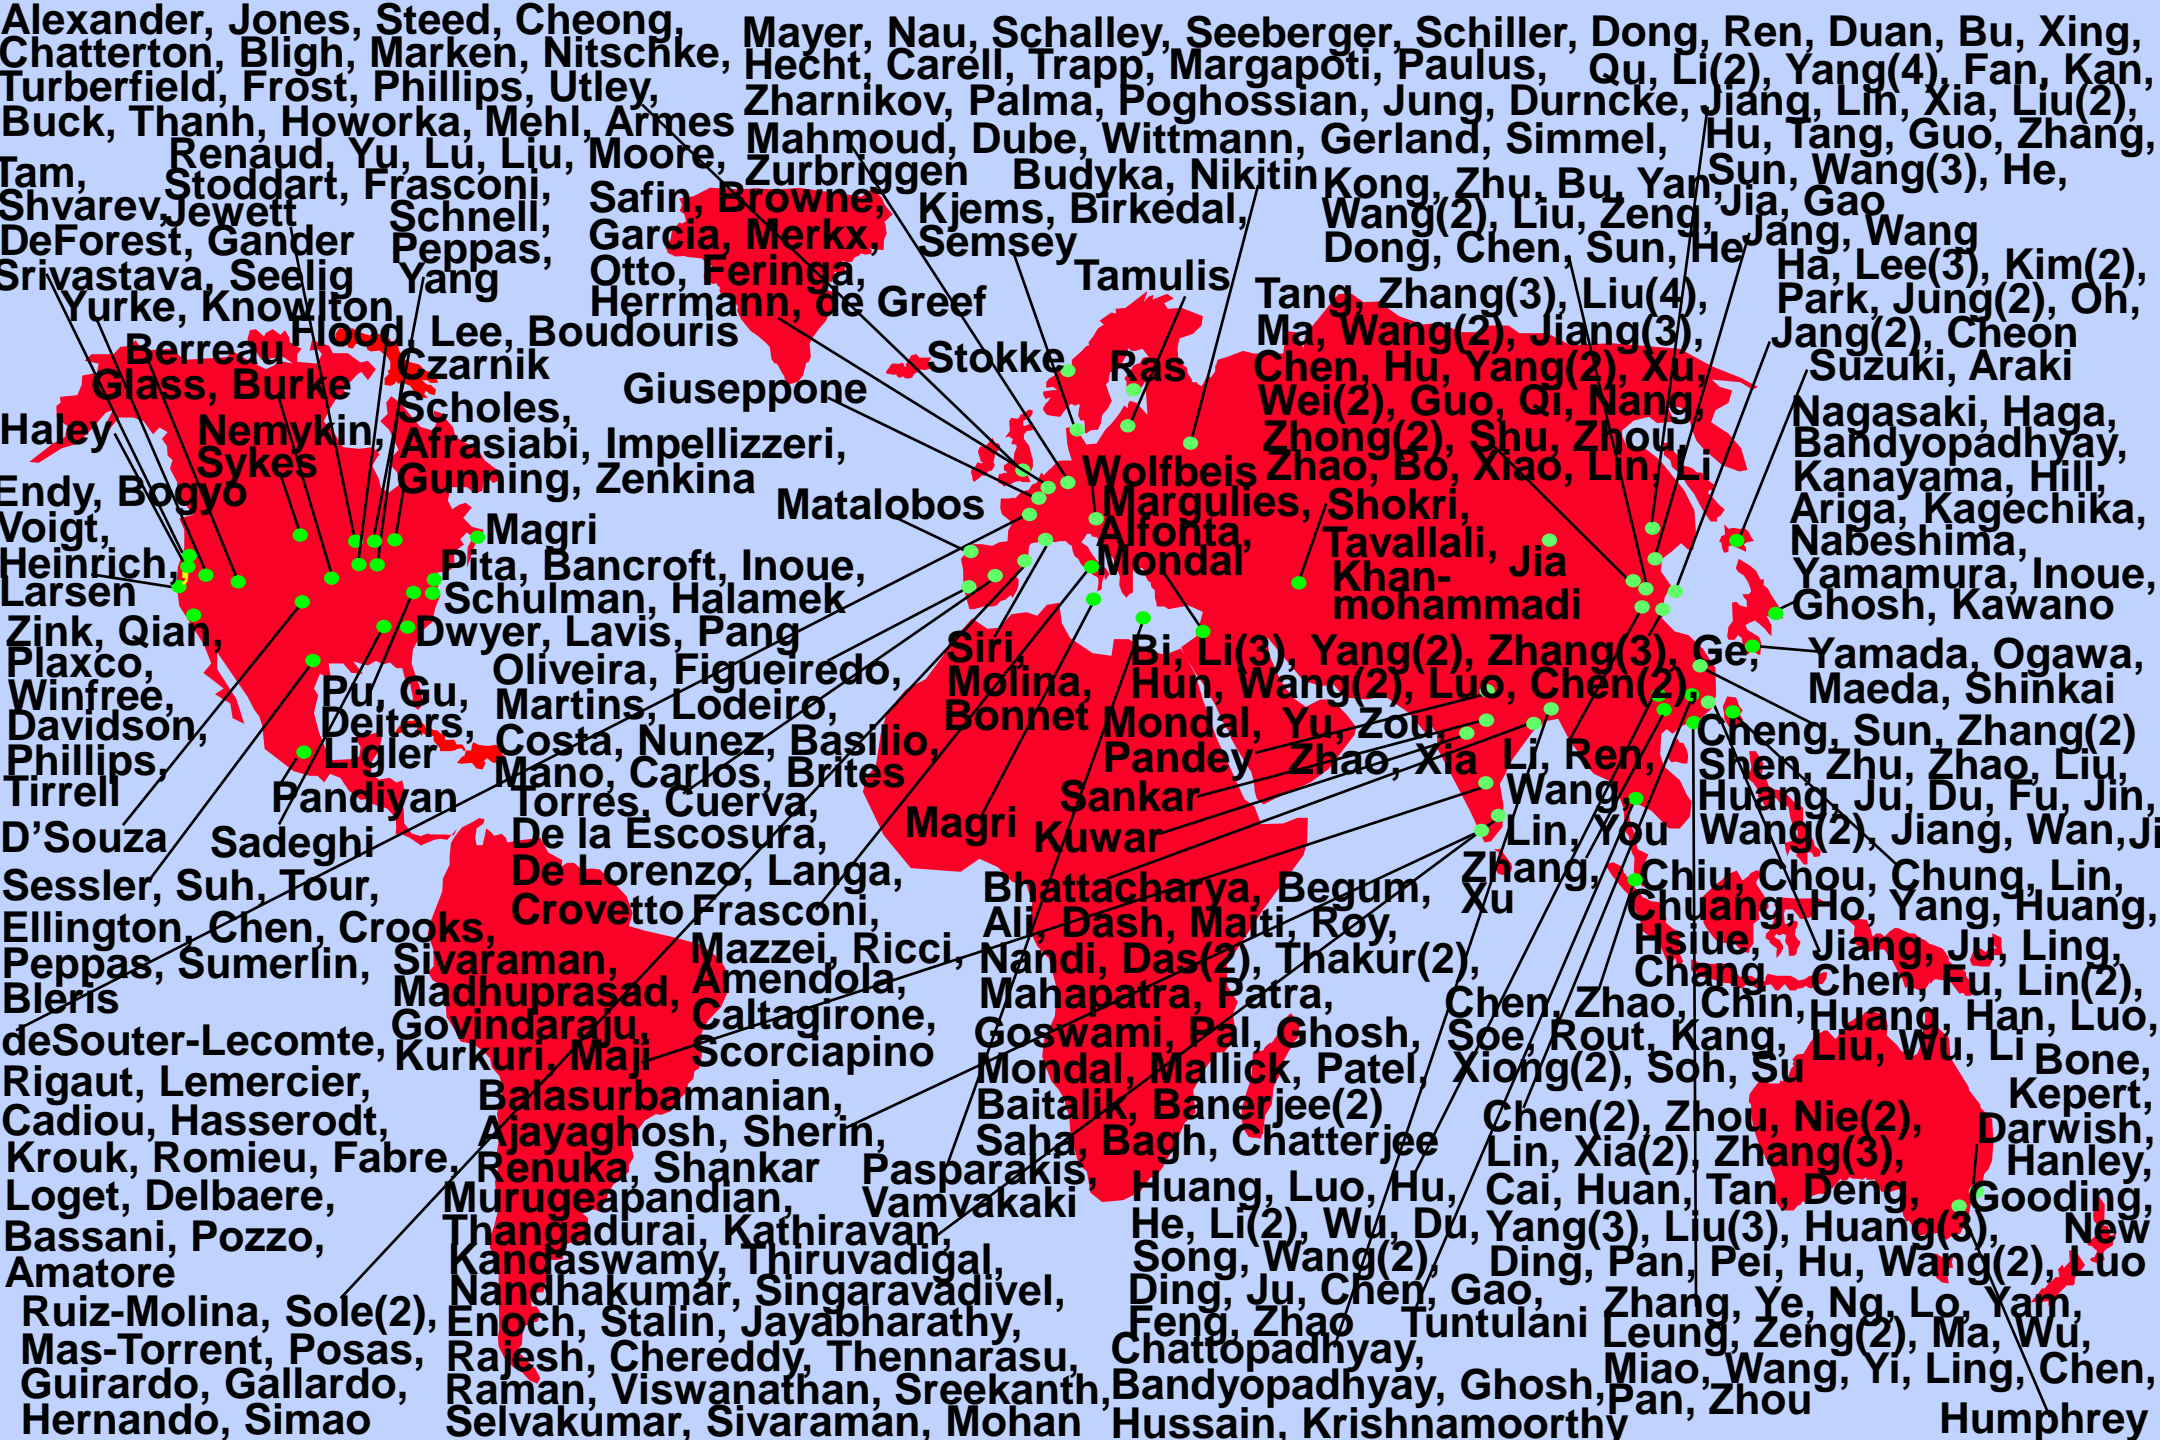 Alexander, Jones, Steed, Cheong,
Chatterton, Bligh, Marken, Nitschke,
Turberfield, Frost, Phillips, Utley,
Buck, Thanh, Howorka, Mehl, Armes
Mayer, Nau, Schalley, Seeberger, Schiller,
Hecht, Carell, Trapp, Margapoti, Paulus,
Zharnikov, Palma, Poghossian, Jung, Durncke,
Mahmoud, Dube, Wittmann, Gerland, Simmel,
Zurbriggen
Dong, Ren, Duan, Bu, Xing,
Qu, Li(2), Yang(4), Fan, Kan,
Jiang, Lin, Xia, Liu(2),
Hu, Tang, Guo, Zhang,
Sun, Wang(3), He,
Jia, Gao
Renaud, Yu, Lu, Liu, Moore,
Stoddart, Frasconi,
Jewett
Tam,
Shvarev,
DeForest, Gander
Srivastava, Seelig
Yurke, Knowlton
Schnell,
Peppas,
Yang
Safin, Browne,
Garcia, Merkx,
Otto, Feringa,
Herrmann, de Greef
Budyka, Nikitin
Kjems, Birkedal,
Semsey
Tamulis
Kong, Zhu, Bu, Yan,
Wang(2), Liu, Zeng,
Dong, Chen, Sun, He
Jang, Wang
Ha, Lee(3), Kim(2),
Park, Jung(2), Oh,
Jang(2), Cheon
Suzuki, Araki
Tang, Zhang(3), Liu(4),
Ma, Wang(2), Jiang(3),
Chen, Hu, Yang(2), Xu,
Wei(2), Guo, Qi, Nang,
Zhong(2), Shu, Zhou,
Zhao, Bo, Xiao, Lin, Li
Flood, Lee, Boudouris
Berreau
Czarnik
Glass, Burke
Stokke
Ras
Giuseppone
Haley
Nemykin,
Sykes
Scholes,
Afrasiabi, Impellizzeri,
Gunning, Zenkina
Nagasaki, Haga,
Bandyopadhyay,
Kanayama, Hill,
Ariga, Kagechika,
Nabeshima,
Yamamura, Inoue,
Ghosh, Kawano
Endy, Bogyo
Voigt,
Heinrich,
Larsen
Matalobos
Magri
Wolfbeis
Margulies,
Alfonta,
Mondal
Shokri,
Tavallali,
Khan-
mohammadi
Jia
Pita, Bancroft, Inoue,
Schulman, Halamek
Dwyer, Lavis, Pang
Zink, Qian,
Plaxco,
Winfree,
Davidson,
Phillips,
Tirrell
Oliveira, Figueiredo,
Martins, Lodeiro,
Costa, Nunez, Basilio,
Mano, Carlos, Brites
Siri,
Molina,
Bonnet
Bi, Li(3), Yang(2), Zhang(3), Ge,
Hun, Wang(2), Luo, Chen(2),
Yu, Zou,
Zhao, Xia
Mondal,
Pandey
Yamada, Ogawa,
Maeda, Shinkai
Pu, Gu,
Deiters,
Ligler
Pandiyan
Cheng, Sun, Zhang(2)
Shen, Zhu, Zhao, Liu,
Huang, Ju, Du, Fu, Jin,
Wang(2), Jiang, Wan, Ji
Li, Ren,
Wang,
Lin, You
Torres, Cuerva,
De la Escosura,
De Lorenzo, Langa,
Crovetto
Sankar
Magri
Kuwar
D’Souza
Sadeghi
Zhang,
Xu
Sessler, Suh, Tour,
Ellington, Chen, Crooks,
Peppas, Sumerlin,
Bleris
Chiu, Chou, Chung, Lin,
Chuang, Ho, Yang, Huang,
Hsiue,
Chang
Jiang, Ju, Ling,
Chen, Fu, Lin(2),
Huang, Han, Luo,
Liu, Wu, Li
Frasconi,
Mazzei, Ricci,
Amendola,
Caltagirone,
Scorciapino
Bhattacharya, Begum,
Ali, Dash, Maiti, Roy,
Nandi, Das(2), Thakur(2),
Mahapatra, Patra,
Goswami, Pal, Ghosh,
Mondal, Mallick, Patel,
Baitalik, Banerjee(2)
Saha, Bagh, Chatterjee
Sivaraman,
Madhuprasad,
Govindaraju,
Kurkuri, Maji
Chen, Zhao, Chin,
Soe, Rout, Kang,
Xiong(2), Soh, Su
deSouter-Lecomte,
Rigaut, Lemercier,
Cadiou, Hasserodt,
Krouk, Romieu, Fabre,
Loget, Delbaere,
Bassani, Pozzo,
Amatore
Bone,
Kepert,
Darwish,
Hanley,
Gooding,
New
Balasurbamanian,
Ajayaghosh, Sherin,
Renuka, Shankar
Pasparakis,
Vamvakaki
Chen(2), Zhou, Nie(2),
Lin, Xia(2), Zhang(3),
Cai, Huan, Tan, Deng,
Yang(3), Liu(3), Huang(3),
Ding, Pan, Pei, Hu, Wang(2), Luo
Huang, Luo, Hu,
He, Li(2), Wu, Du,
Song, Wang(2),
Ding, Ju, Chen, Gao,
Feng, Zhao
Murugeapandian,
Thangadurai, Kathiravan,
Kandaswamy, Thiruvadigal,
Nandhakumar, Singaravadivel,
Enoch, Stalin, Jayabharathy,
Rajesh, Chereddy, Thennarasu,
Raman, Viswanathan, Sreekanth,
Selvakumar, Sivaraman, Mohan
Ruiz-Molina, Sole(2),
Mas-Torrent, Posas,
Guirardo, Gallardo,
Hernando, Simao
Tuntulani
Chattopadhyay,
Bandyopadhyay, Ghosh,
Hussain, Krishnamoorthy
Zhang, Ye, Ng, Lo, Yam,
Leung, Zeng(2), Ma, Wu,
Miao, Wang, Yi, Ling, Chen,
Pan, Zhou
Humphrey